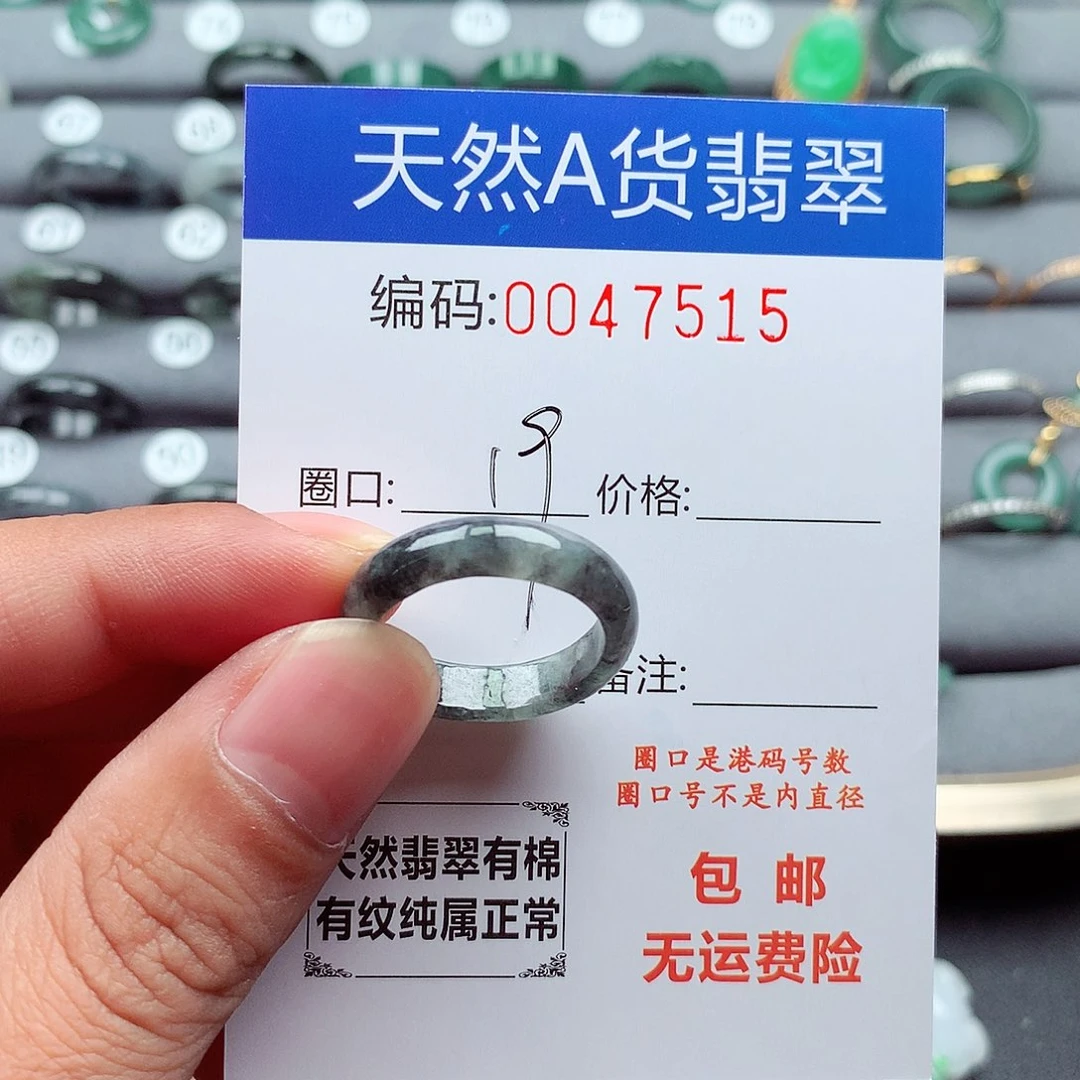 天然A货翡翠
编码:0047515
圈口: 19 价格:
备注:
圈口是港码号数
圈口号不是内直径
天然翡翠有棉
有纹纯属正常
包邮
无运费险